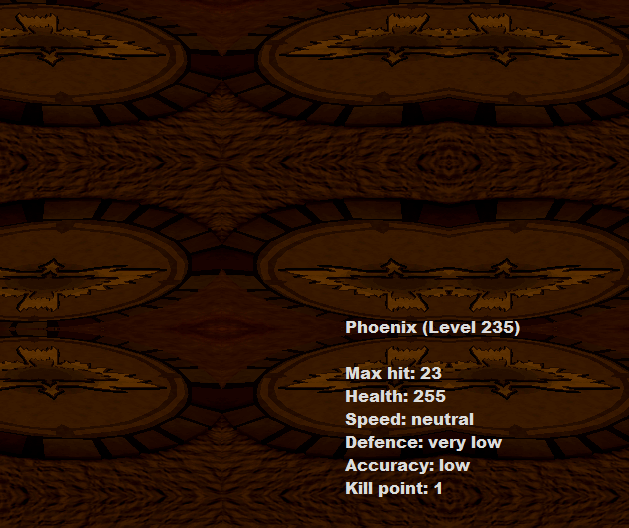 Phoenix (Level 235)
Max hit: 23
Health: 255
Speed: neutral
Defence: very low
Accuracy: low
Kill point: 1